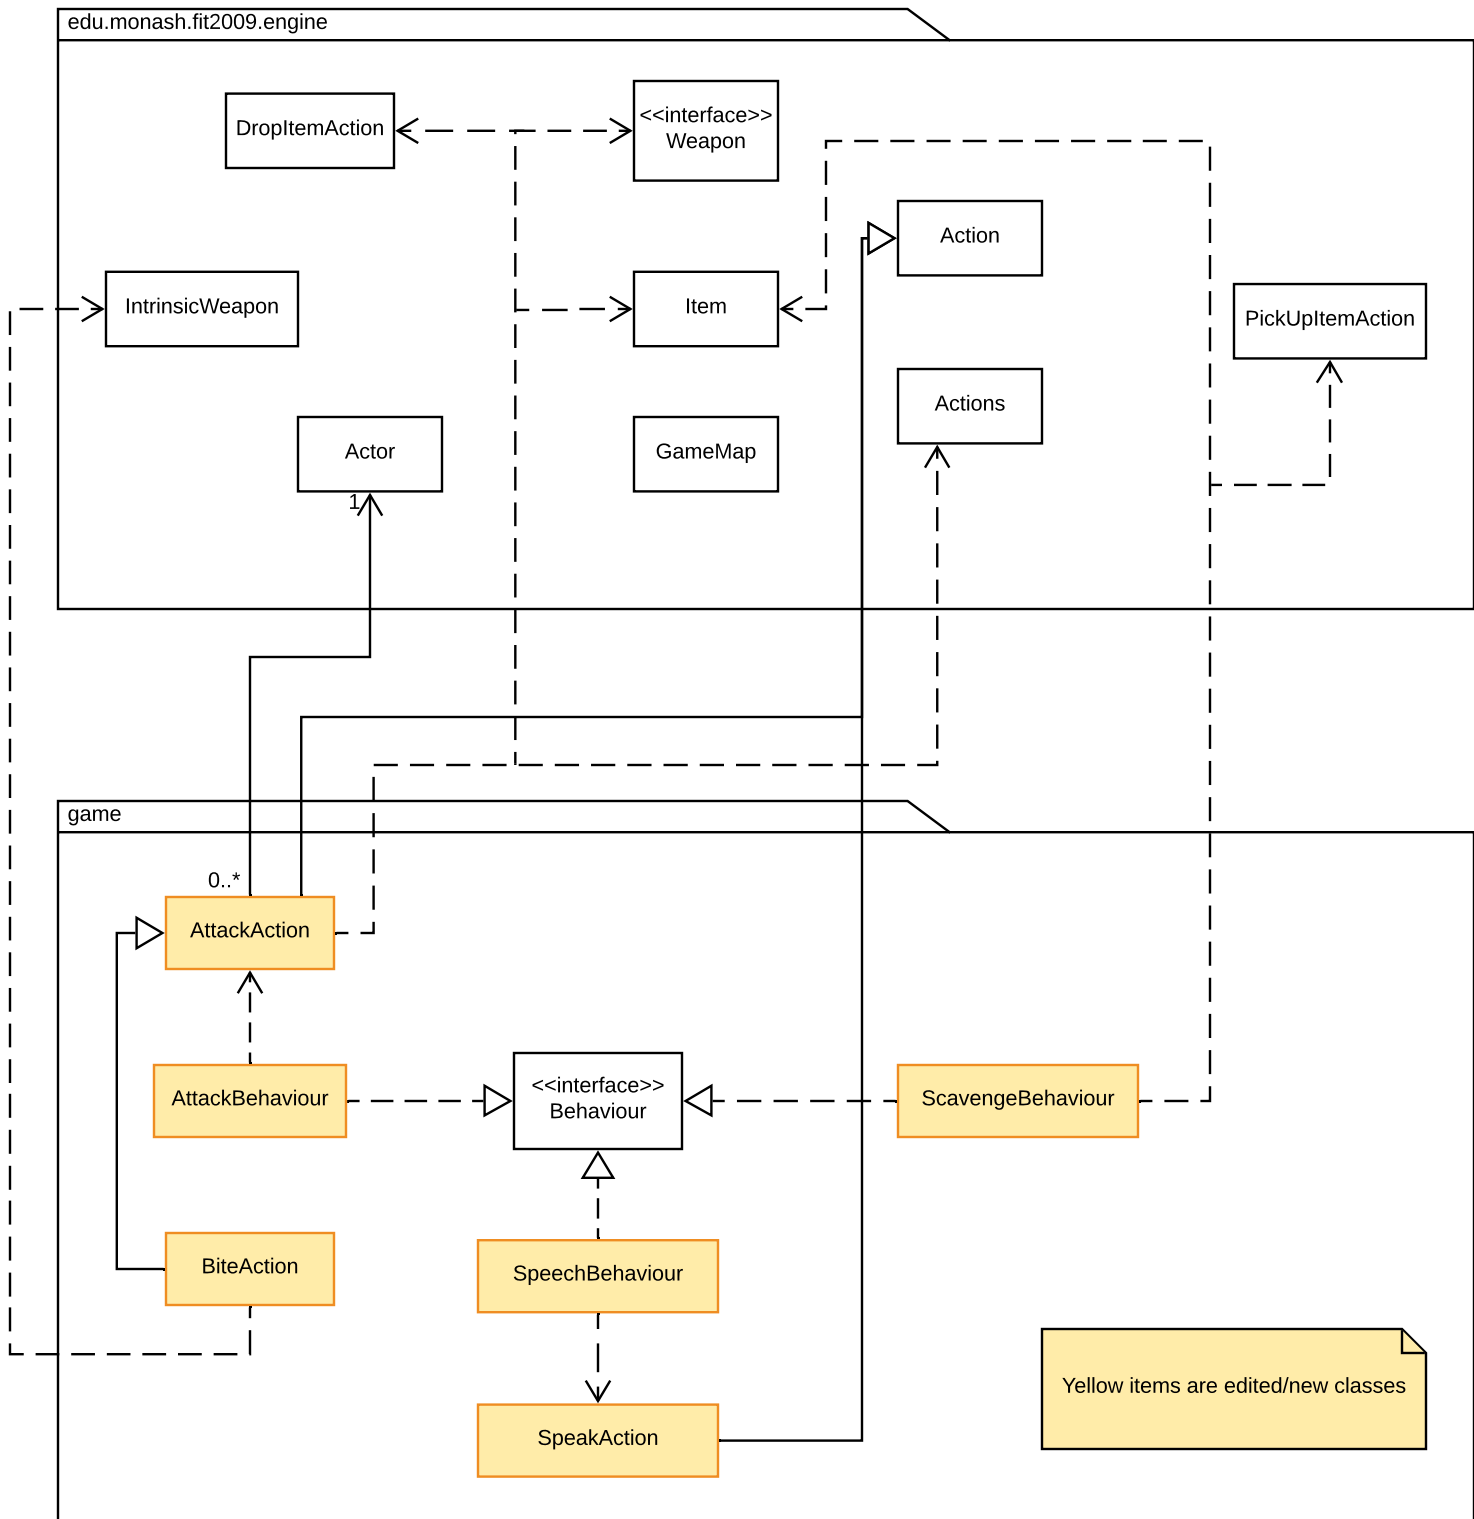 edu.monash.fit2009.engine
DropItemAction
<<interface>>
Weapon
Action
IntrinsicWeapon
Item
PickUpItemAction
Actions
Actor
GameMap
1
game
0..*
AttackAction
AttackBehaviour
<<interface>>
Behaviour
ScavengeBehaviour
BiteAction
SpeechBehaviour
Yellow items are edited/new classes
SpeakAction